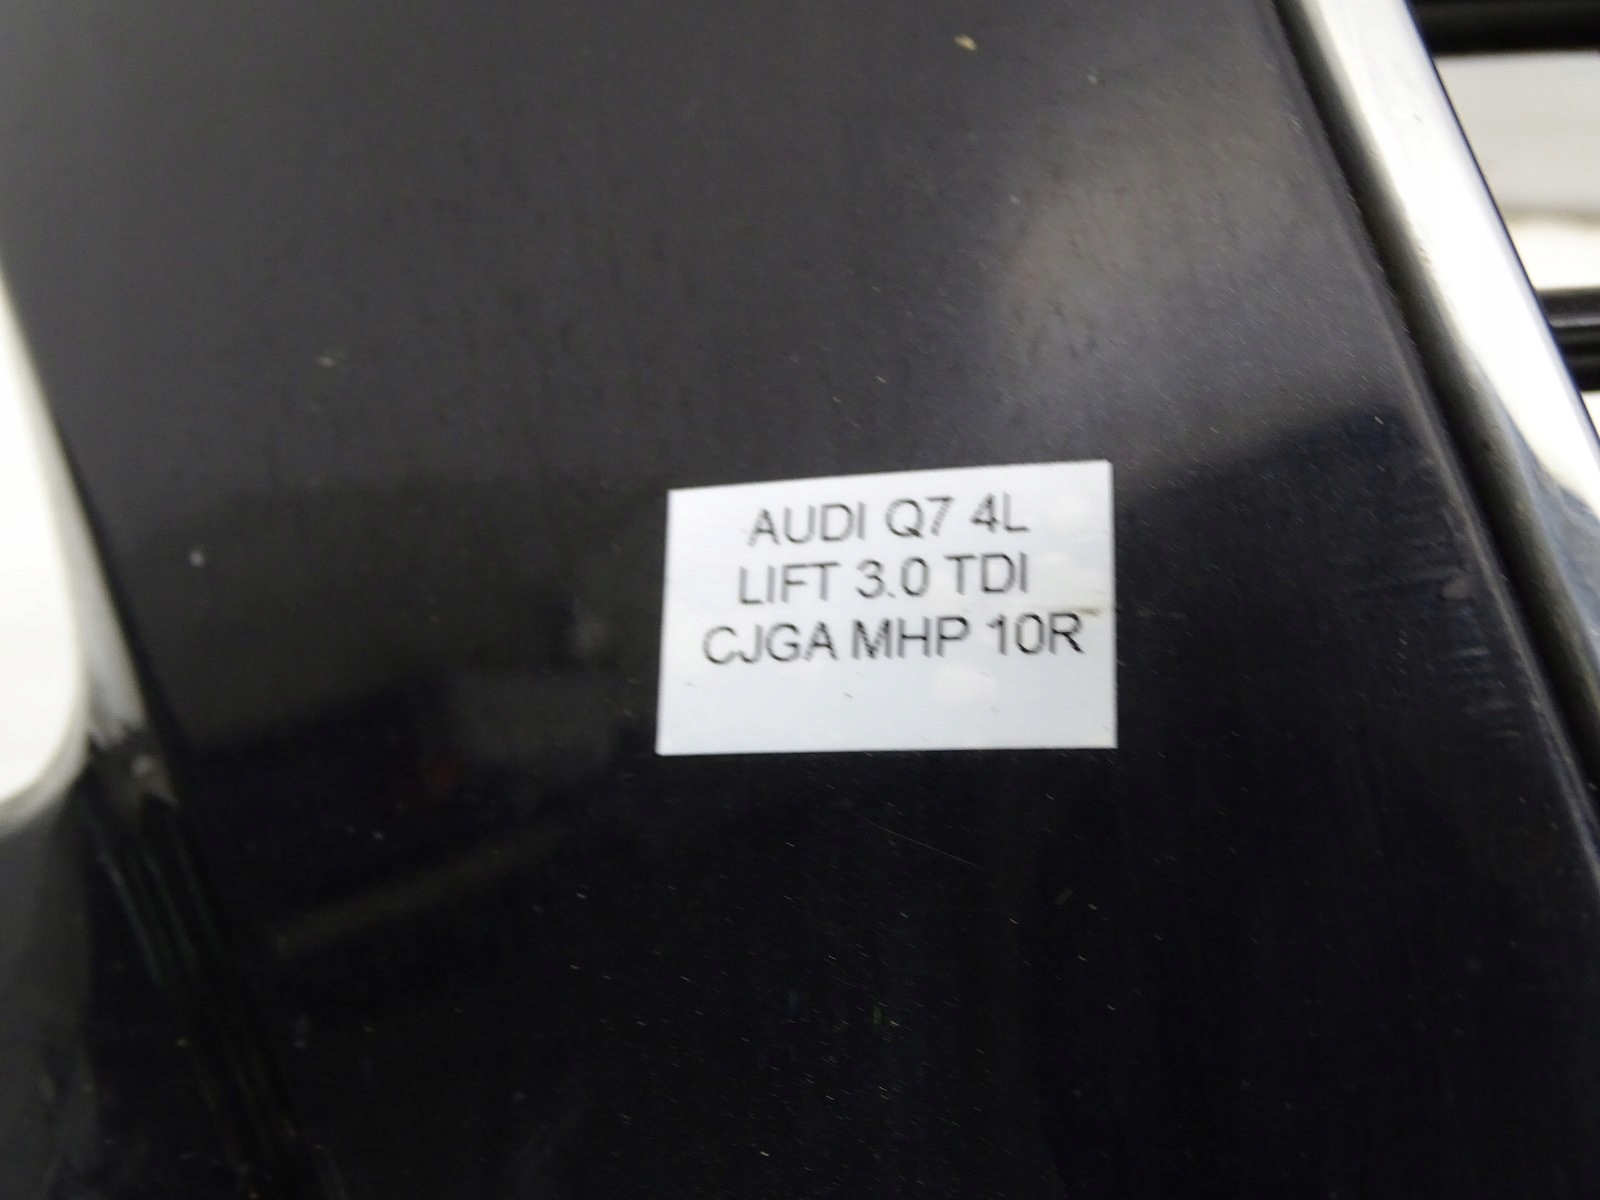 AUDI Q7 4L
LIFT 3.0 TDI
CJGA MHP 10R